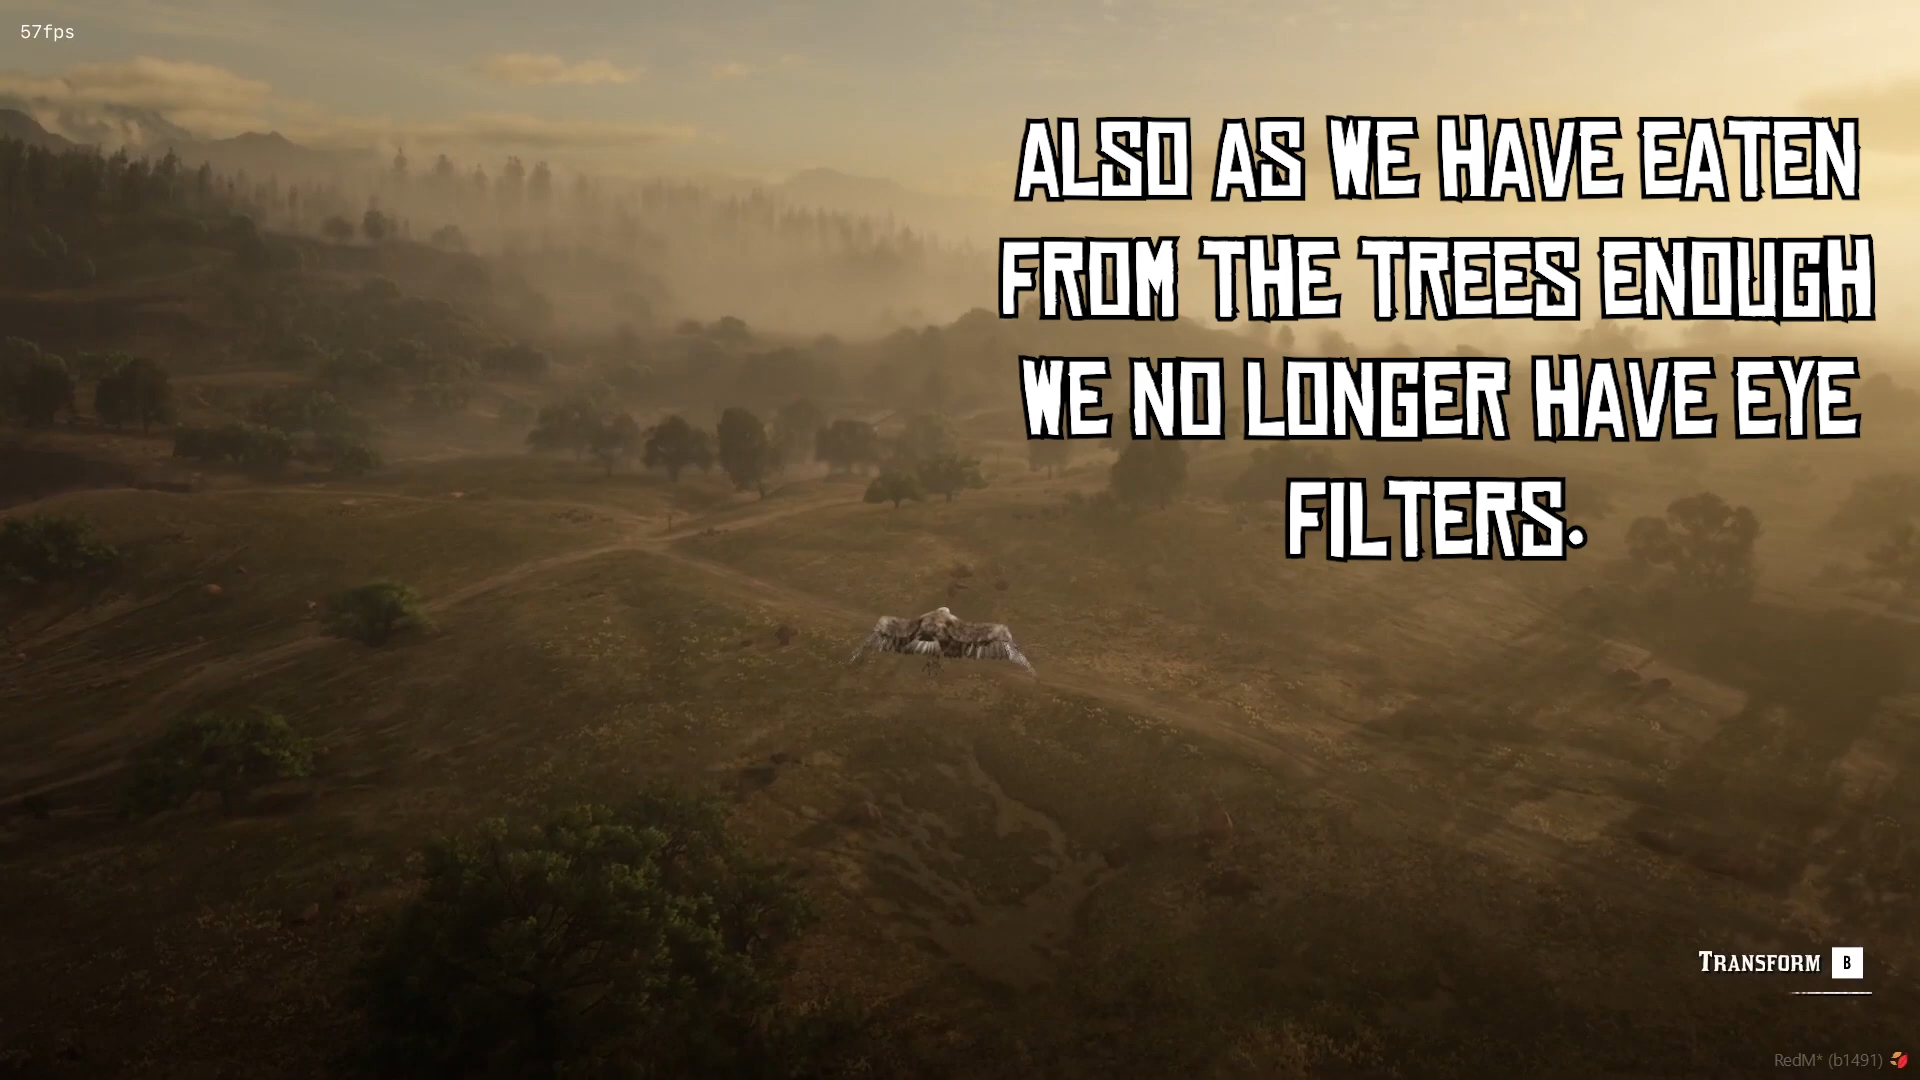 57fps
ALSO AS WE HAVE EATEN
FROM THE TREES ENOUGH
WE NO LONGER HAVE EYE
FILTERS.
TRANSFORM B
RedM* (b1491)